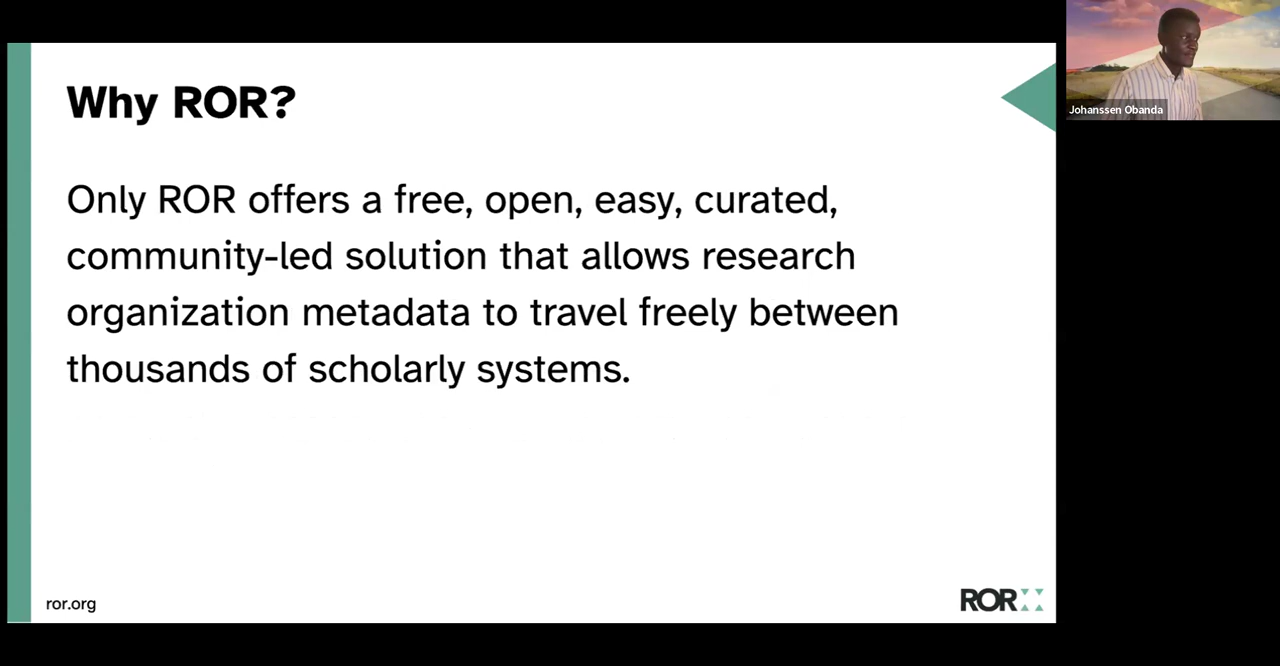 Why ROR?
Only ROR offers a free, open, easy, curated,
community-led solution that allows research
organization metadata to travel freely between
thousands of scholarly systems.
ror.org
ROR
Johanssen Obanda